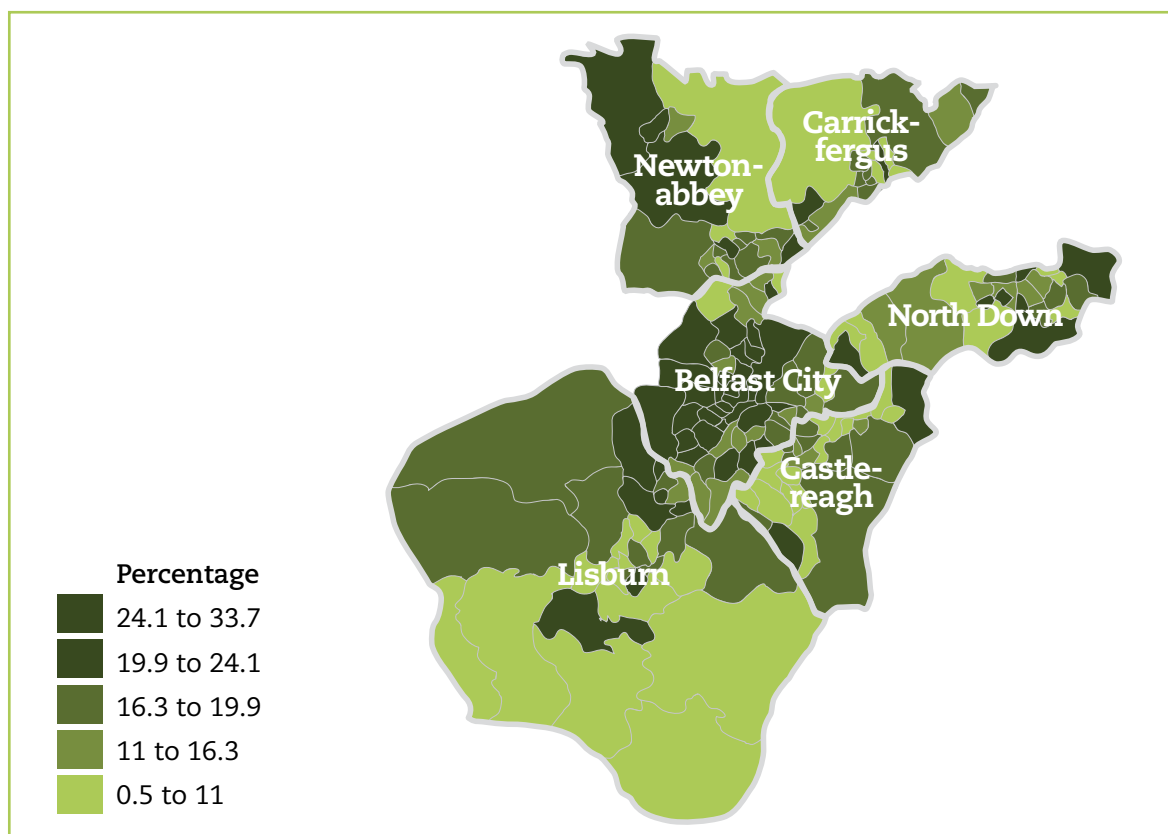 Carrick-
fergus
Newton-
abbey
North Down
Belfast City
Castle-
reagh
Lisburn
Percentage
24.1 to 33.7
19.9 to 24.1
16.3 to 19.9
11 to 16.3
0.5 to 11